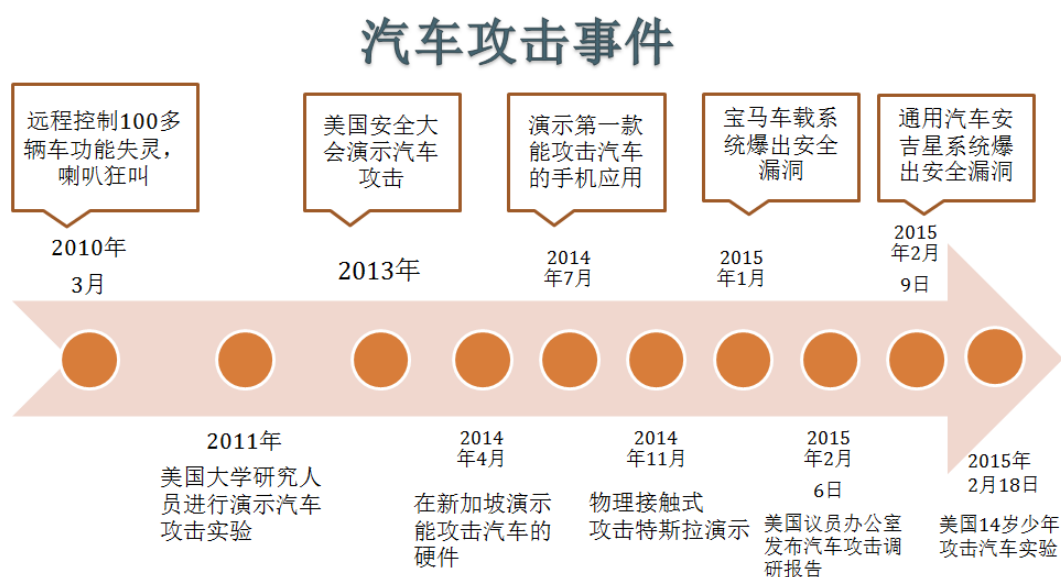 汽车攻击事件
远程控制100多
辆车功能失灵，
喇叭狂叫
2010年
3月
美国安全大
会演示汽车
攻击
2013年
演示第一款
能攻击汽车
的手机应用
2014
年7月
宝马车载系
统爆出安全
漏洞
2015
年1月
通用汽车安
吉星系统爆
出安全漏洞
2015
年2月
9日
2011年
美国大学研究人
员进行演示汽车
攻击实验
2014
年4月
在新加坡演示
能攻击汽车的
硬件
2014
年11月
物理接触式
攻击特斯拉演示
2015
年2月
6日
美国议员办公室
发布汽车攻击调
研报告
2015年
2月18日
美国14岁少年
攻击汽车实验